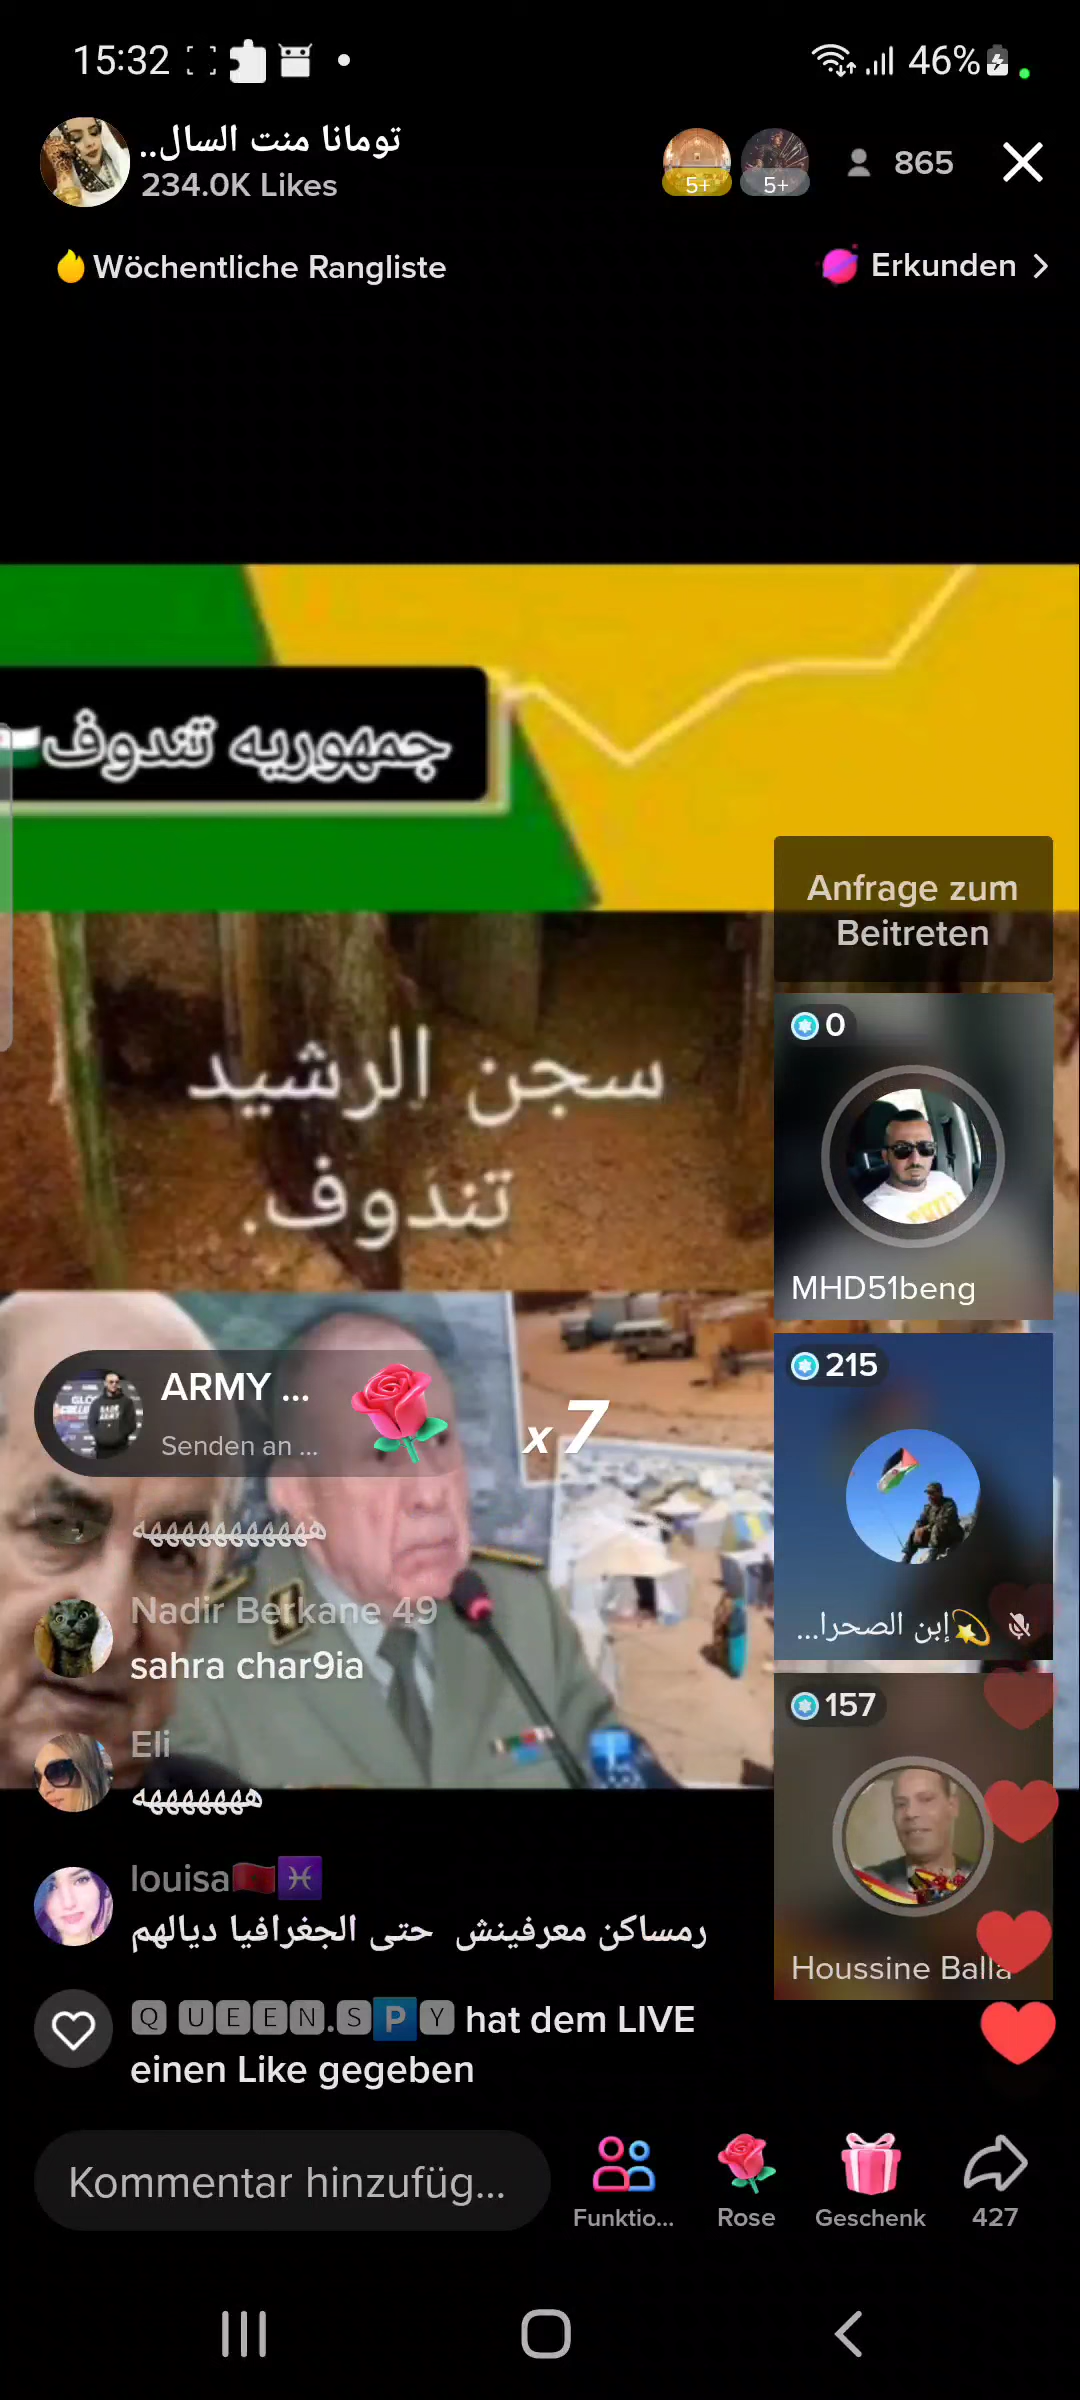 15:32
46%
تومانا منت السال..
234.0K Likes
5+
5+
865
Wöchentliche Rangliste
Erkunden
جمهوريه تندوف
Anfrage zum
Beitreten
سجن الرشيد
تندوف.
0
MHD51beng
215
إبن الصحرا...
157
Houssine Balla
ARMY ...
Senden an ...
x7
ههههههههههههه
Nadir Berkane 49
sahra char9ia
Eli
هههههههه
louisa🇲🇦♓
رمساكن معرفينش حتى الجغرافيا ديالهم
🆀 🆄🅴🅴🅽.🆂🅿🆈 hat dem LIVE
einen Like gegeben
Kommentar hinzufüg...
Funktio...
Rose
Geschenk
427